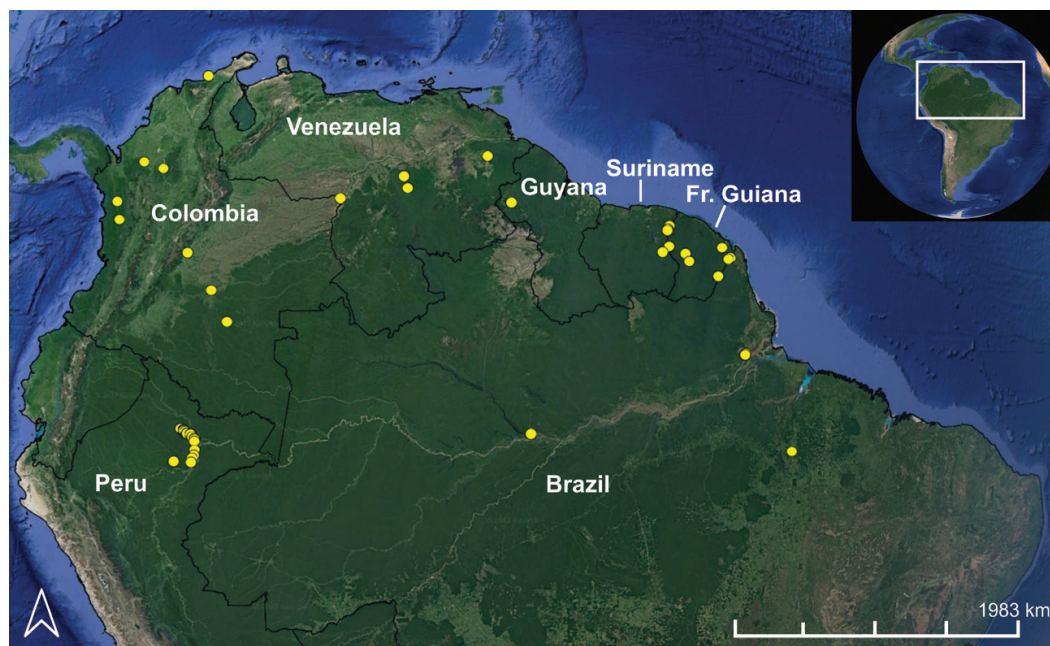 Venezuela
Suriname
Guyana
Fr. Guiana
Colombia
Peru
Brazil
1983 km